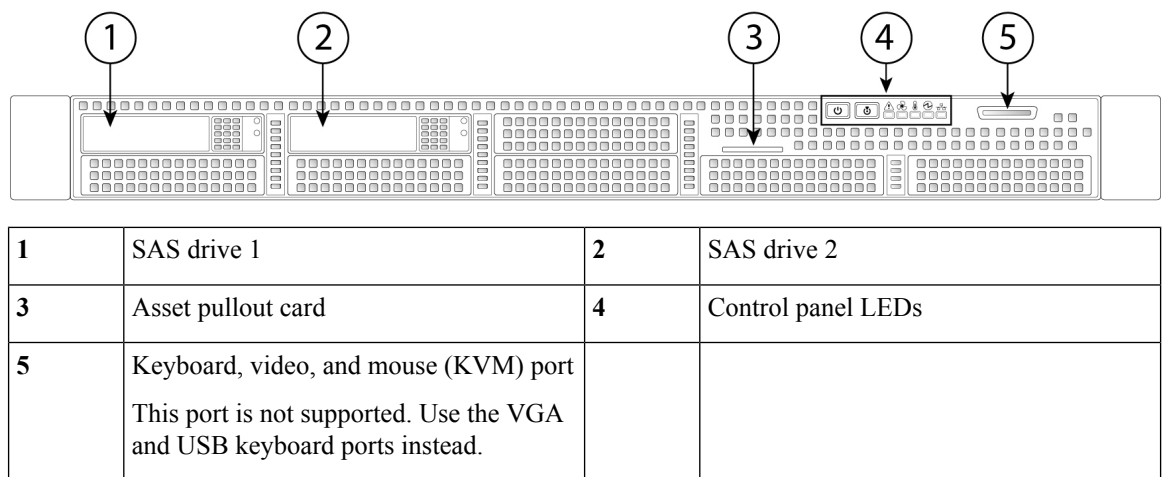 1 2 3 4 5
1 SAS drive 1 2 SAS drive 2
3 Asset pullout card 4 Control panel LEDs
5 Keyboard, video, and mouse (KVM) port
This port is not supported. Use the VGA
and USB keyboard ports instead.